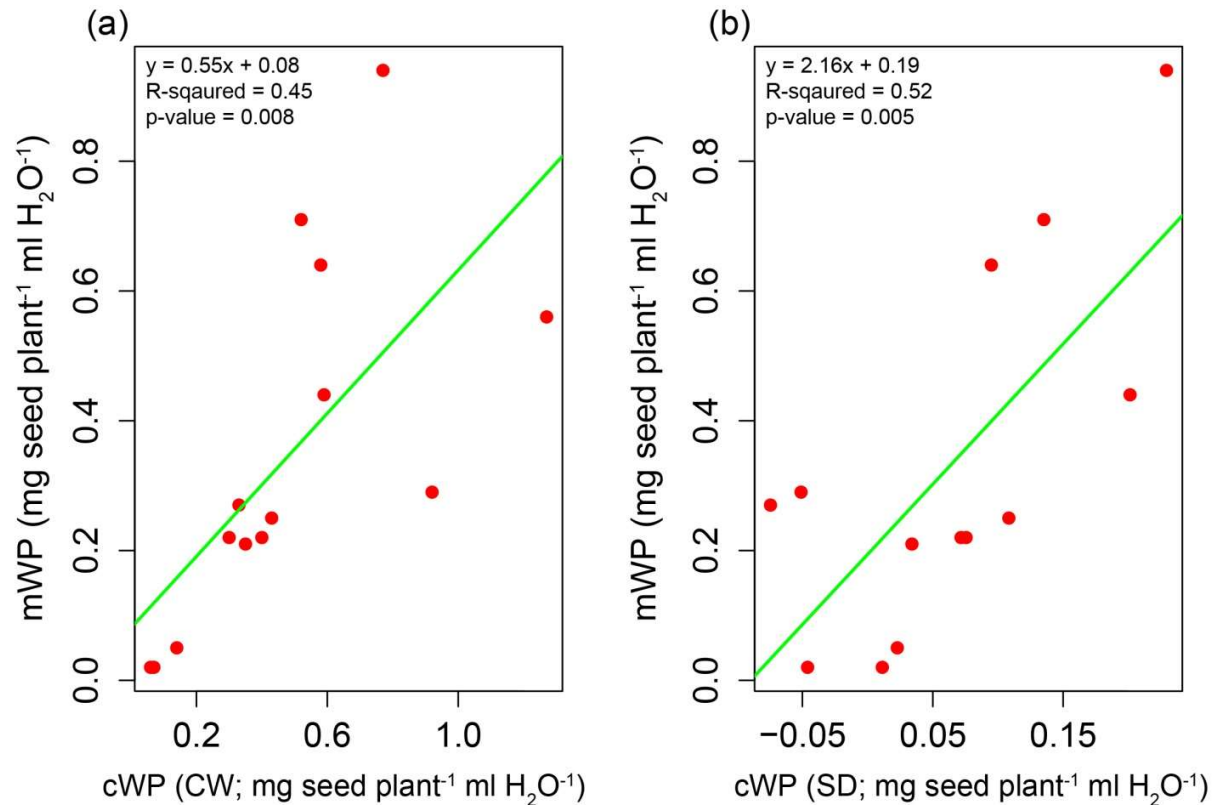 (a)
y = 0.55x + 0.08
R-sqaured = 0.45
p-value = 0.008
mWP (mg seed plant⁻¹ ml H₂O⁻¹)
0.8
0.6
0.4
0.2
0.0
0.2 0.6 1.0
cWP (CW; mg seed plant⁻¹ ml H₂O⁻¹)
(b)
y = 2.16x + 0.19
R-sqaured = 0.52
p-value = 0.005
mWP (mg seed plant⁻¹ ml H₂O⁻¹)
0.8
0.6
0.4
0.2
0.0
−0.05 0.05 0.15
cWP (SD; mg seed plant⁻¹ ml H₂O⁻¹)